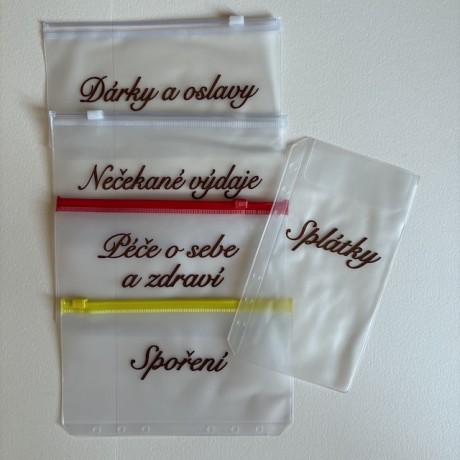 Dárky a oslavy
Nečekané výdaje
Péče o sebe
a zdraví
Spoření
Splátky